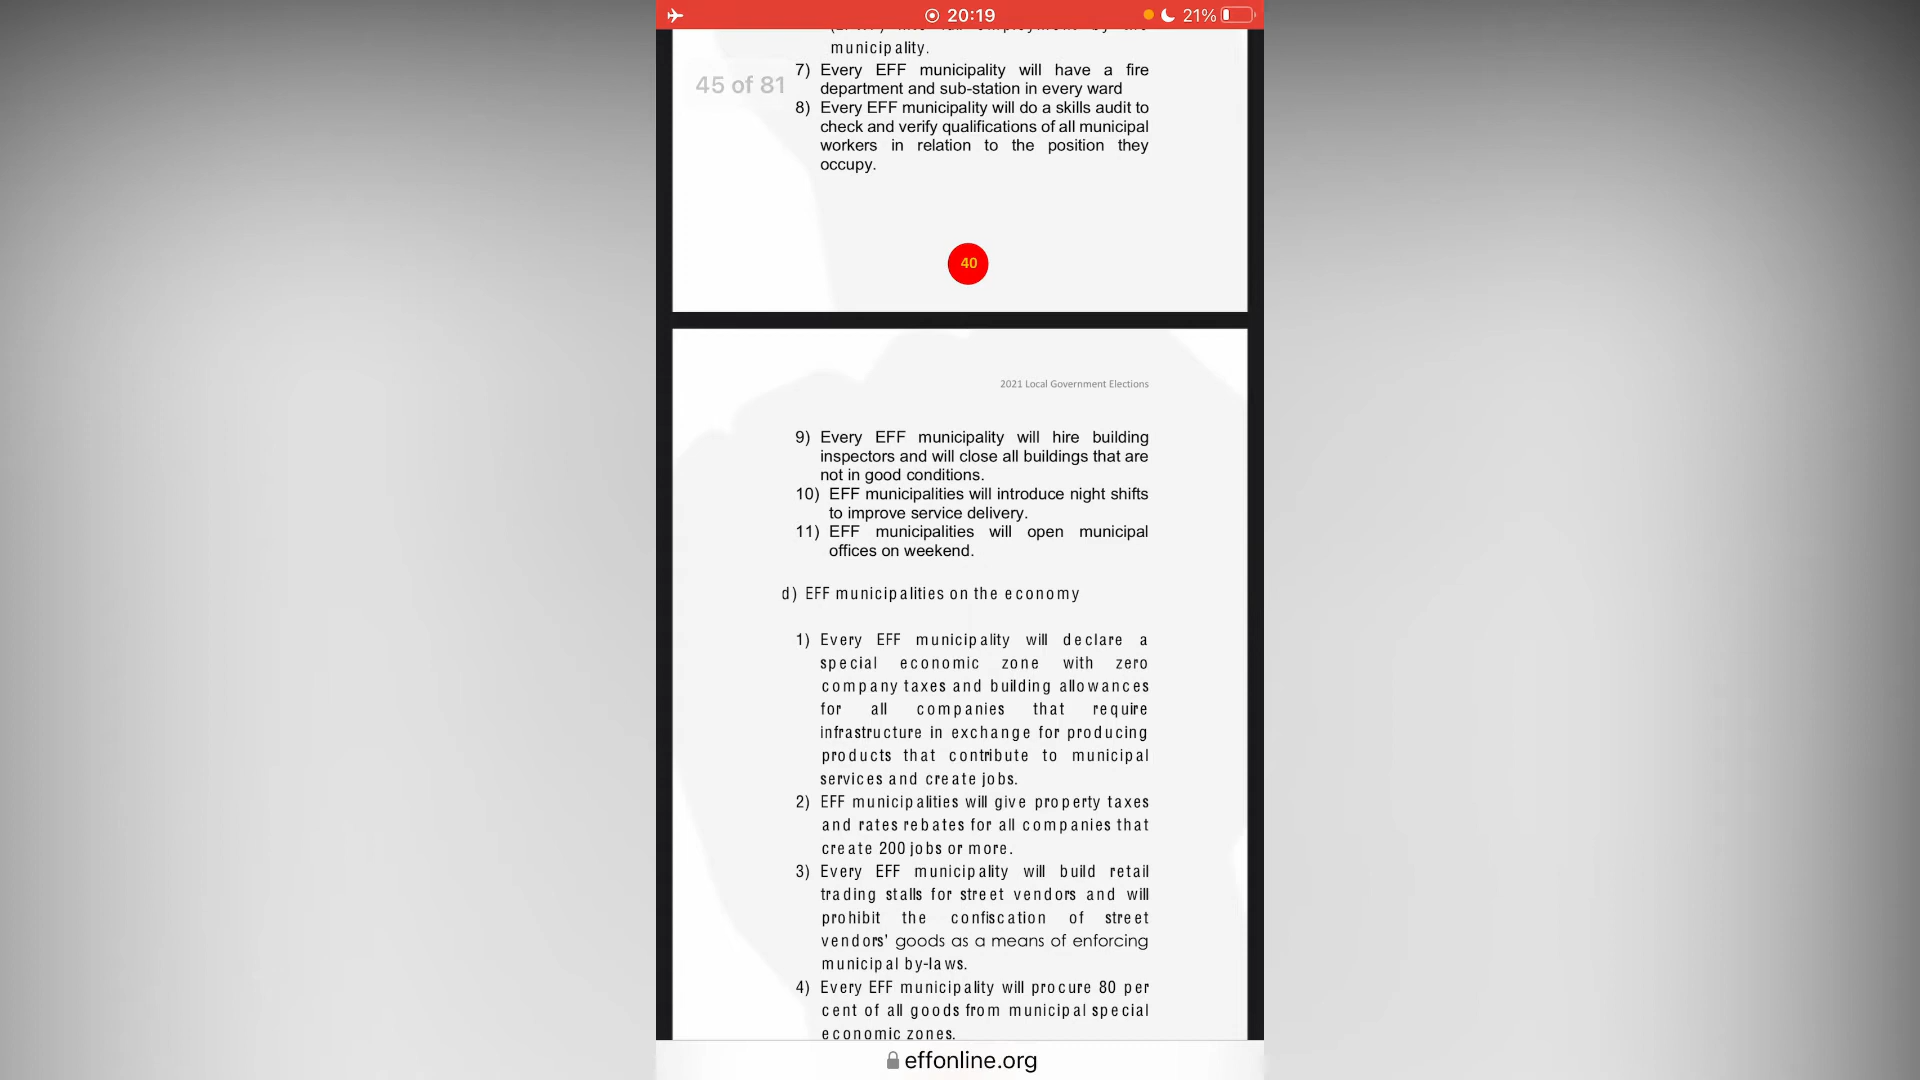 20:19
21%
municipality.
45 of 81
7) Every EFF municipality will have a fire
department and sub-station in every ward
8) Every EFF municipality will do a skills audit to
check and verify qualifications of all municipal
workers in relation to the position they
occupy.
40
2021 Local Government Elections
9) Every EFF municipality will hire building
inspectors and will close all buildings that are
not in good conditions.
10) EFF municipalities will introduce night shifts
to improve service delivery.
11) EFF municipalities will open municipal
offices on weekend.
d) EFF municipalities on the economy
1) Every EFF municipality will declare a
special economic zone with zero
company taxes and building allowances
for all companies that require
infrastructure in exchange for producing
products that contribute to municipal
services and create jobs.
2) EFF municipalities will give property taxes
and rates rebates for all companies that
create 200 jobs or more.
3) Every EFF municipality will build retail
trading stalls for street vendors and will
prohibit the confiscation of street
vendors' goods as a means of enforcing
municipal by-laws.
4) Every EFF municipality will procure 80 per
cent of all goods from municipal special
economic zones.
effonline.org